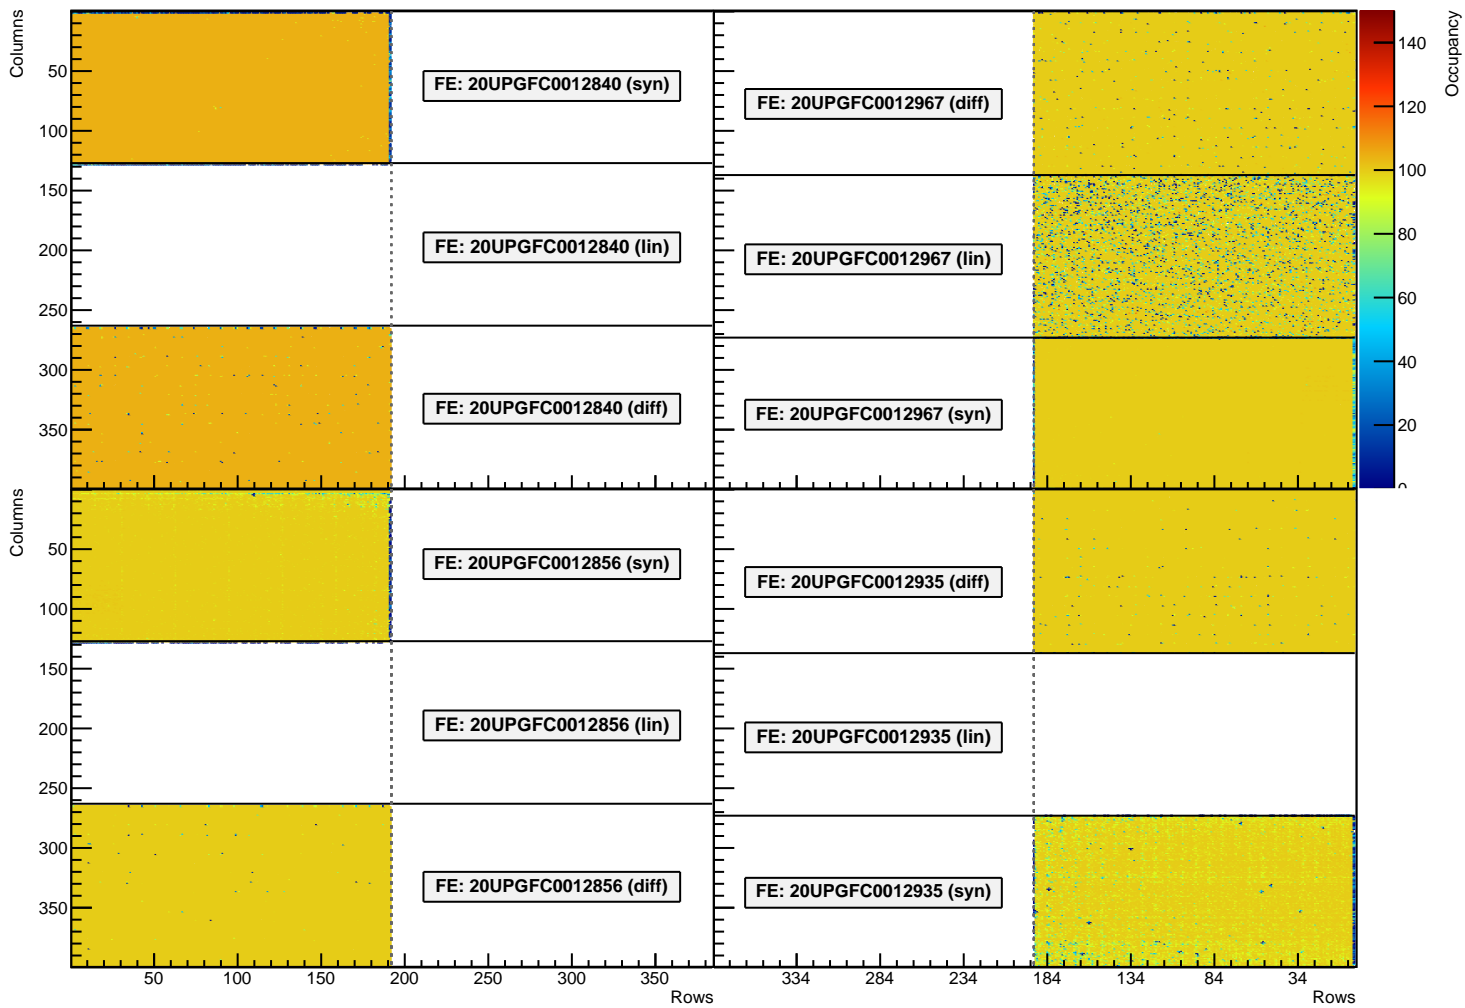 Columns
50
100
150
200
250
300
350
FE: 20UPGFC0012840 (syn)
FE: 20UPGFC0012840 (lin)
FE: 20UPGFC0012840 (diff)
FE: 20UPGFC0012967 (diff)
FE: 20UPGFC0012967 (lin)
FE: 20UPGFC0012967 (syn)
Occupancy
140
120
100
80
60
40
20
0
Columns
50
100
150
200
250
300
350
FE: 20UPGFC0012856 (syn)
FE: 20UPGFC0012856 (lin)
FE: 20UPGFC0012856 (diff)
50 100 150 200 250 300 350
Rows
FE: 20UPGFC0012935 (diff)
FE: 20UPGFC0012935 (lin)
FE: 20UPGFC0012935 (syn)
334 284 234 184 134 84 34
Rows